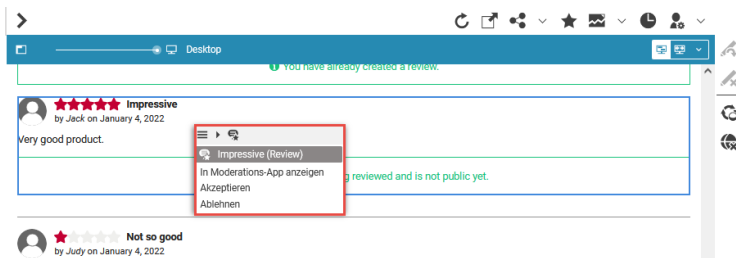 Desktop
You have already created a review.
Impressive
by Jack on January 4, 2022
Very good product.
Impressive (Review)
In Moderations-App anzeigen
g reviewed and is not public yet.
Akzeptieren
Ablehnen
Not so good
by Judy on January 4, 2022